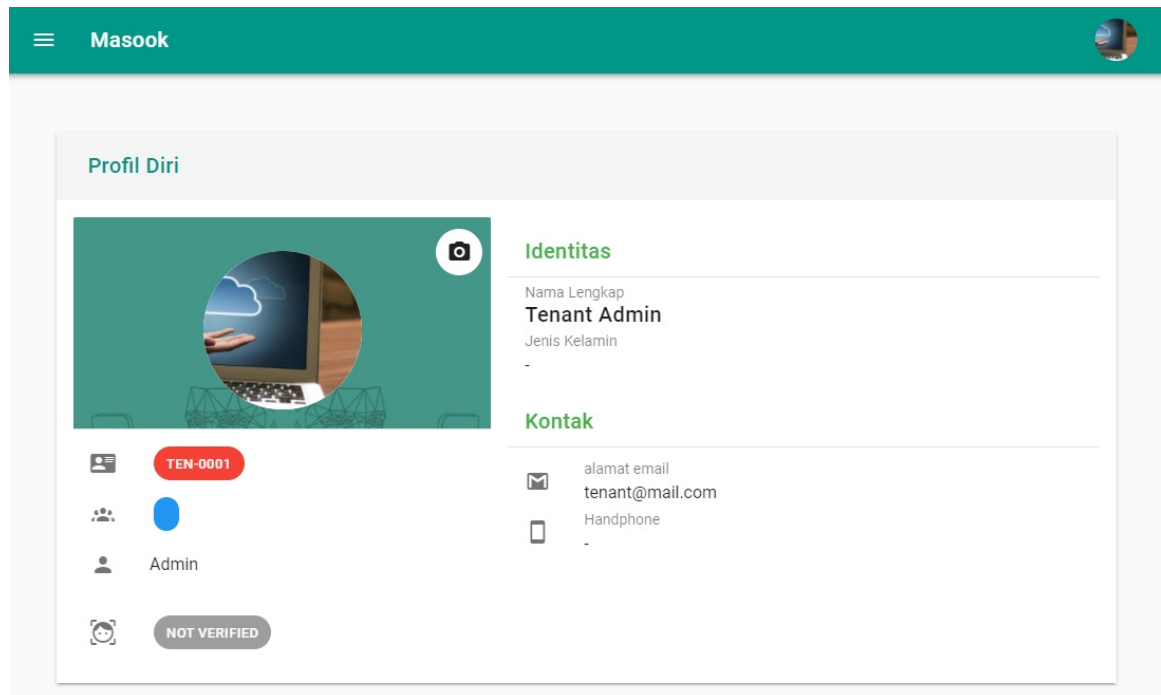 Masook
Profil Diri
TEN-0001
Admin
NOT VERIFIED
Identitas
Nama Lengkap
Tenant Admin
Jenis Kelamin
-
Kontak
alamat email
tenant@mail.com
Handphone
-